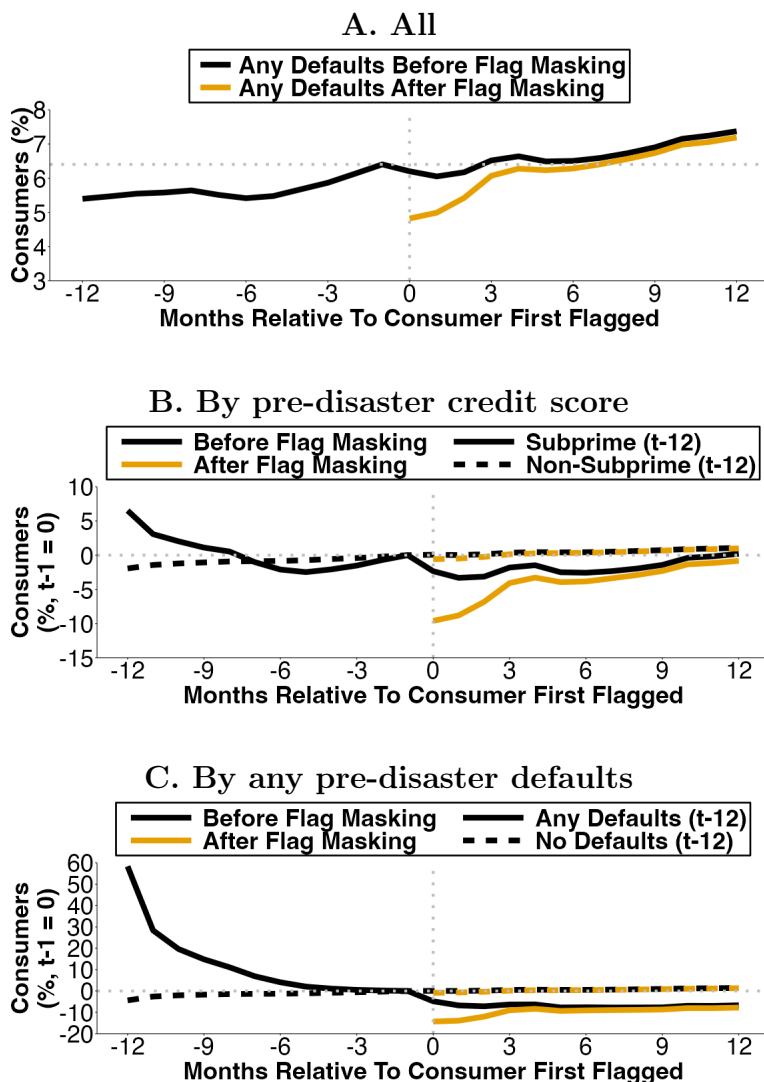 A. All
Any Defaults Before Flag Masking
Any Defaults After Flag Masking
Consumers (%)
8
7
6
5
4
3
-12 -9 -6 -3 0 3 6 9 12
Months Relative To Consumer First Flagged
B. By pre-disaster credit score
Before Flag Masking Subprime (t-12)
After Flag Masking Non-Subprime (t-12)
Consumers
(%, t-1 = 0)
10
5
0
-5
-10
-15
-12 -9 -6 -3 0 3 6 9 12
Months Relative To Consumer First Flagged
C. By any pre-disaster defaults
Before Flag Masking Any Defaults (t-12)
After Flag Masking No Defaults (t-12)
Consumers
(%, t-1 = 0)
60
50
40
30
20
10
0
-10
-20
-12 -9 -6 -3 0 3 6 9 12
Months Relative To Consumer First Flagged